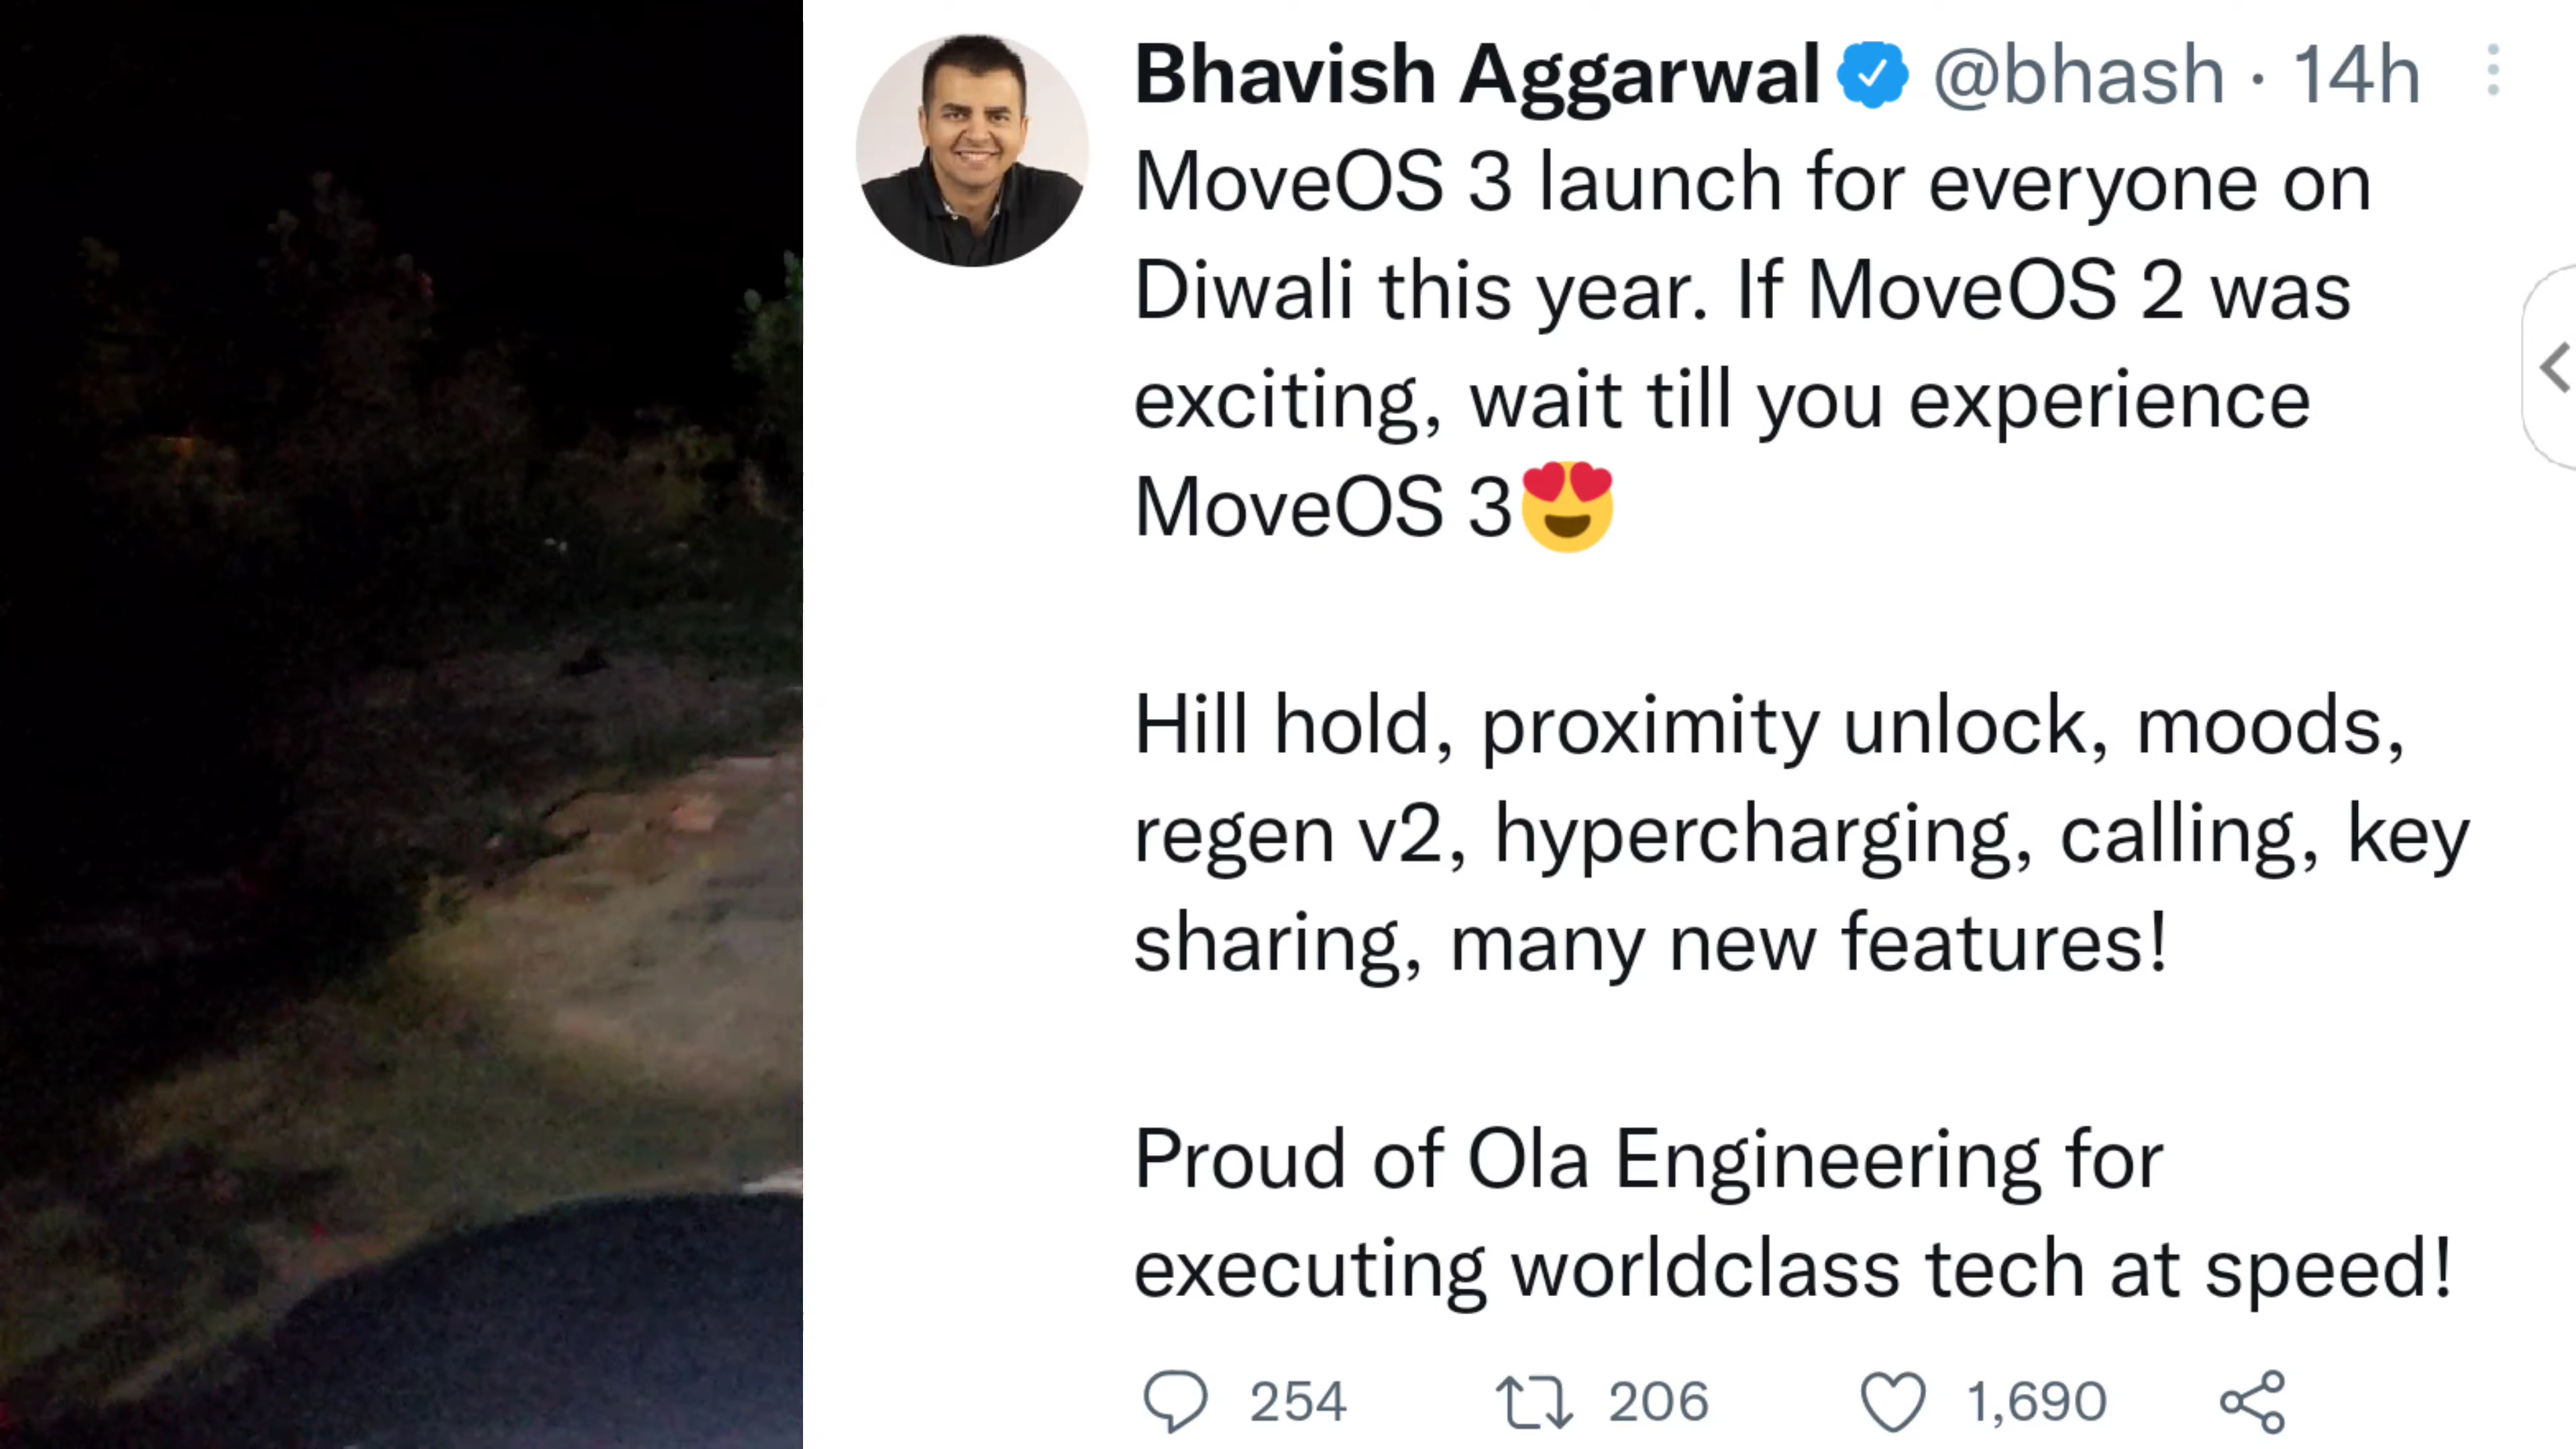 Bhavish Aggarwal @bhash · 14h
MoveOS 3 launch for everyone on
Diwali this year. If MoveOS 2 was
exciting, wait till you experience
MoveOS 3😍
Hill hold, proximity unlock, moods,
regen v2, hypercharging, calling, key
sharing, many new features!
Proud of Ola Engineering for
executing worldclass tech at speed!
254 206 1,690